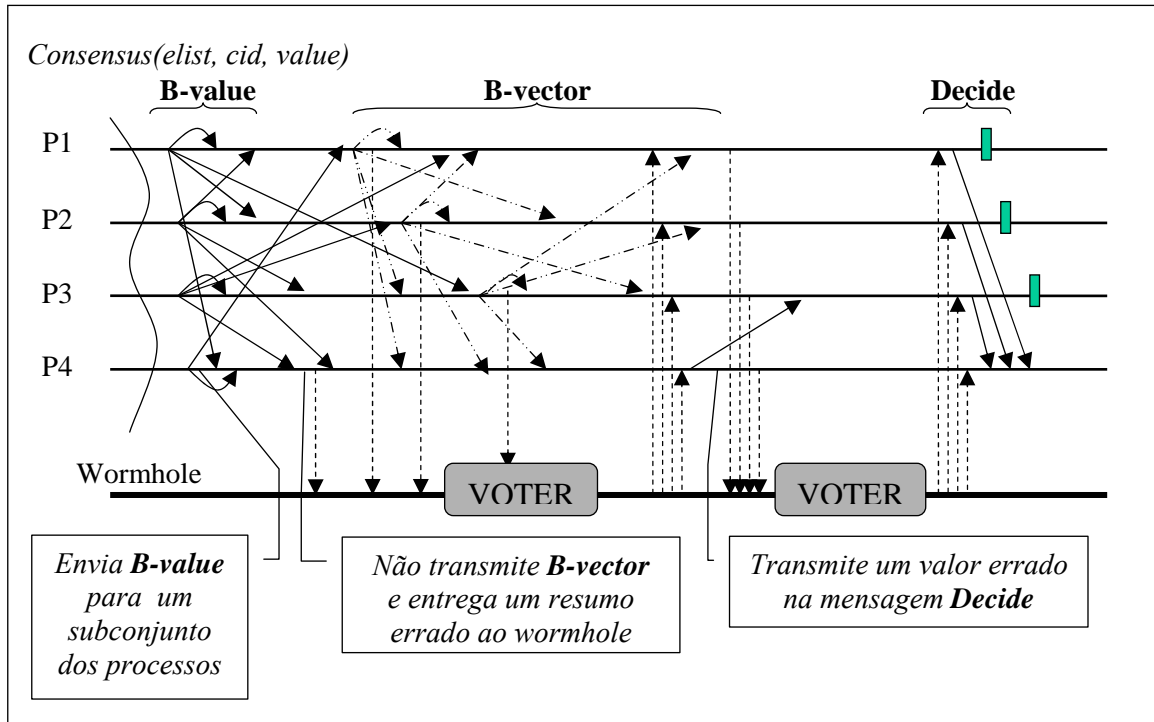 Consensus(elist, cid, value)
B-value
B-vector
Decide
P1
P2
P3
P4
Wormhole
VOTER
VOTER
Envia B-value
para um
subconjunto
dos processos
Não transmite B-vector
e entrega um resumo
errado ao wormhole
Transmite um valor errado
na mensagem Decide